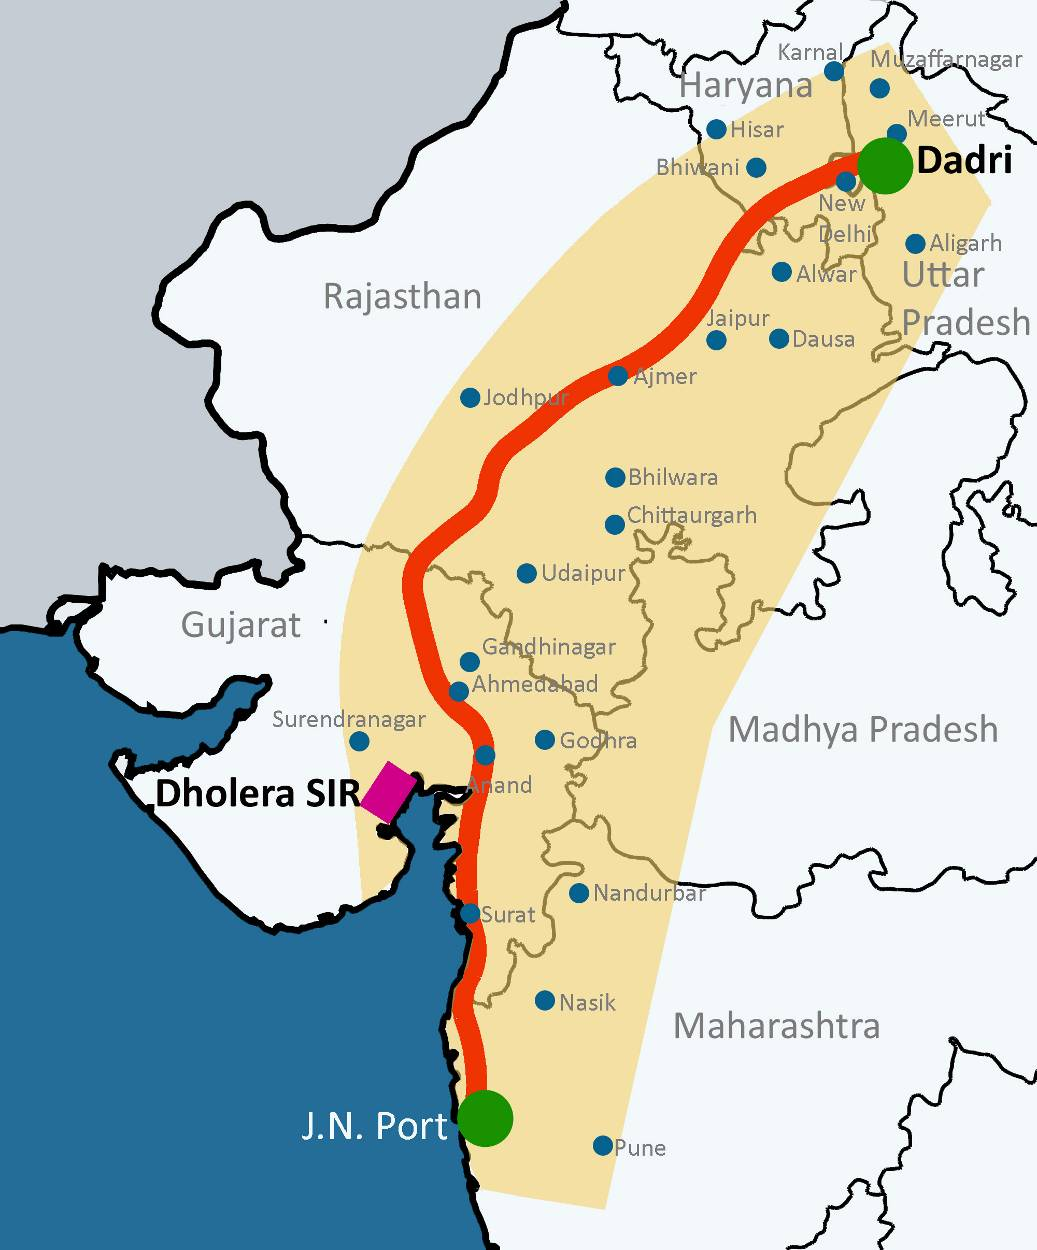 Karnal
Muzaffarnagar
Haryana
Meerut
Hisar
Dadri
Bhiwani
New
Delhi
Aligarh
Alwar
Uttar
Pradesh
Rajasthan
Jaipur
Dausa
Ajmer
Jodhpur
Bhilwara
Chittaurgarh
Udaipur
Gujarat
Gandhinagar
Ahmedabad
Surendranagar
Madhya Pradesh
Godhra
Anand
Dholera SIR
Nandurbar
Surat
Nasik
Maharashtra
J.N. Port
Pune